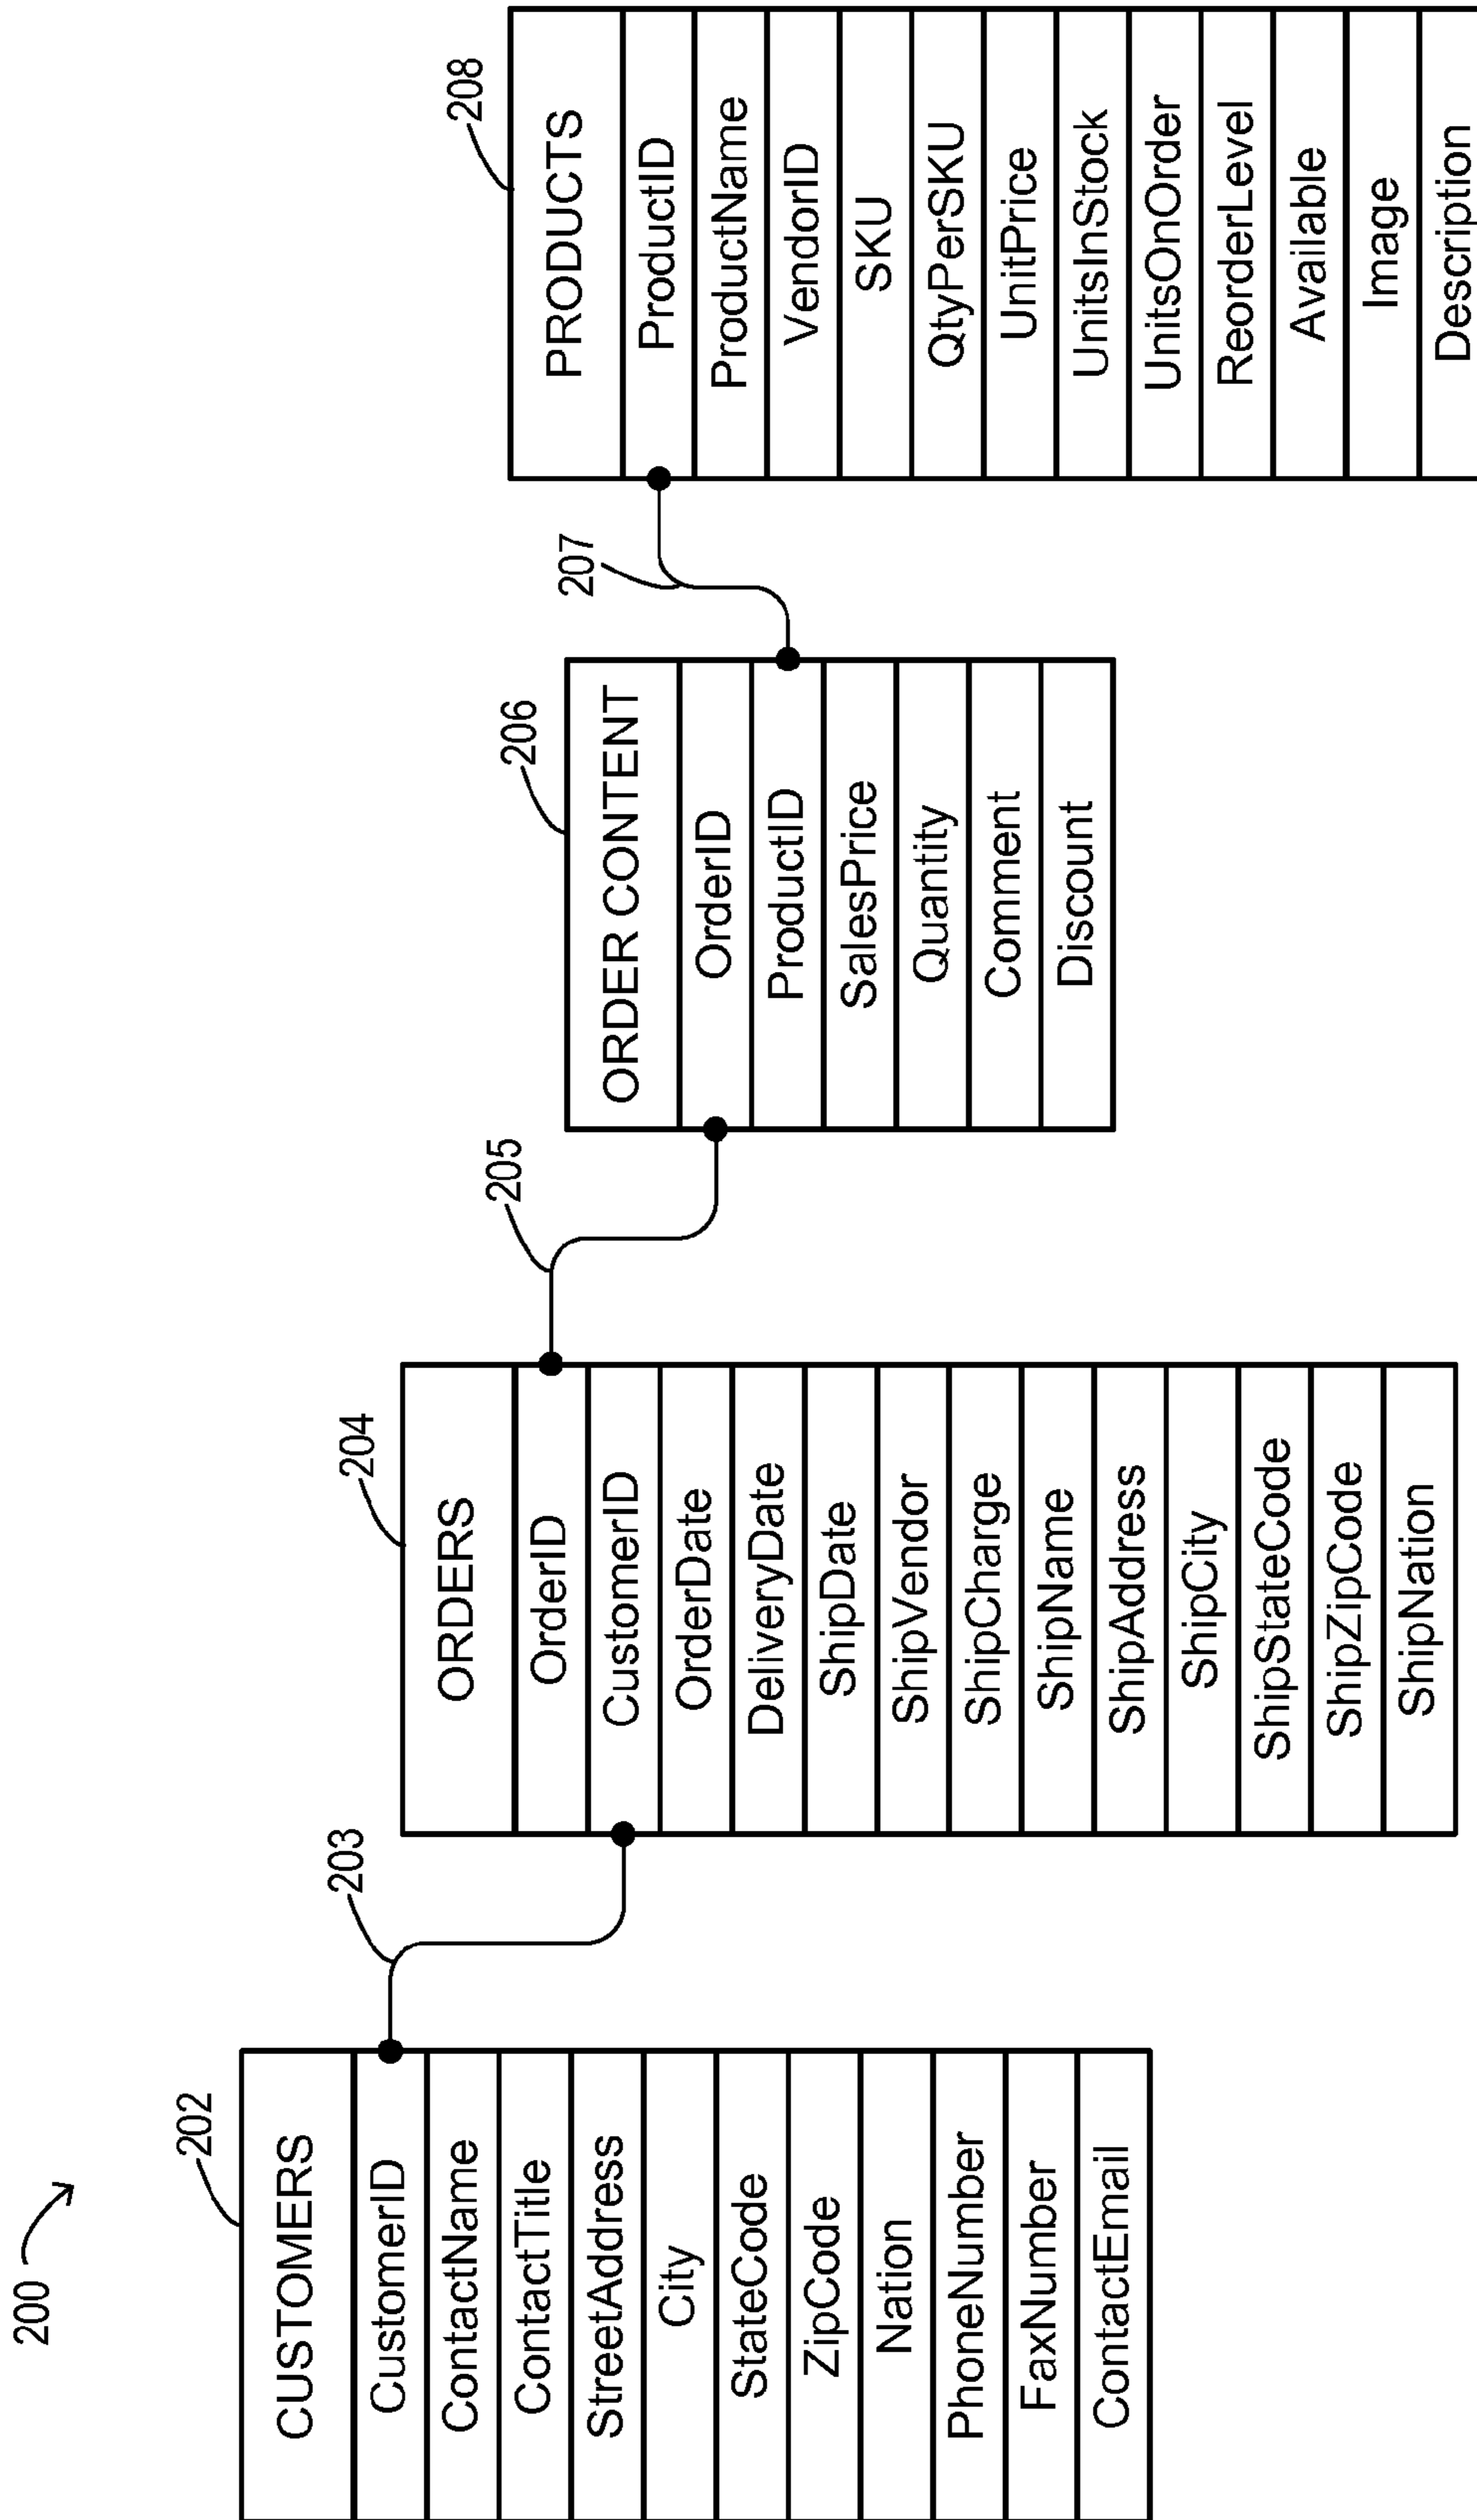 200
202
CUSTOMERS
CustomerID
ContactName
ContactTitle
StreetAddress
City
StateCode
ZipCode
Nation
PhoneNumber
FaxNumber
ContactEmail
203
204
ORDERS
OrderID
CustomerID
OrderDate
DeliveryDate
ShipDate
ShipVendor
ShipCharge
ShipName
ShipAddress
ShipCity
ShipStateCode
ShipZipCode
ShipNation
205
206
ORDER CONTENT
OrderID
ProductID
SalesPrice
Quantity
Comment
Discount
207
208
PRODUCTS
ProductID
ProductName
VendorID
SKU
QtyPerSKU
UnitPrice
UnitsInStock
UnitsOnOrder
ReorderLevel
Available
Image
Description